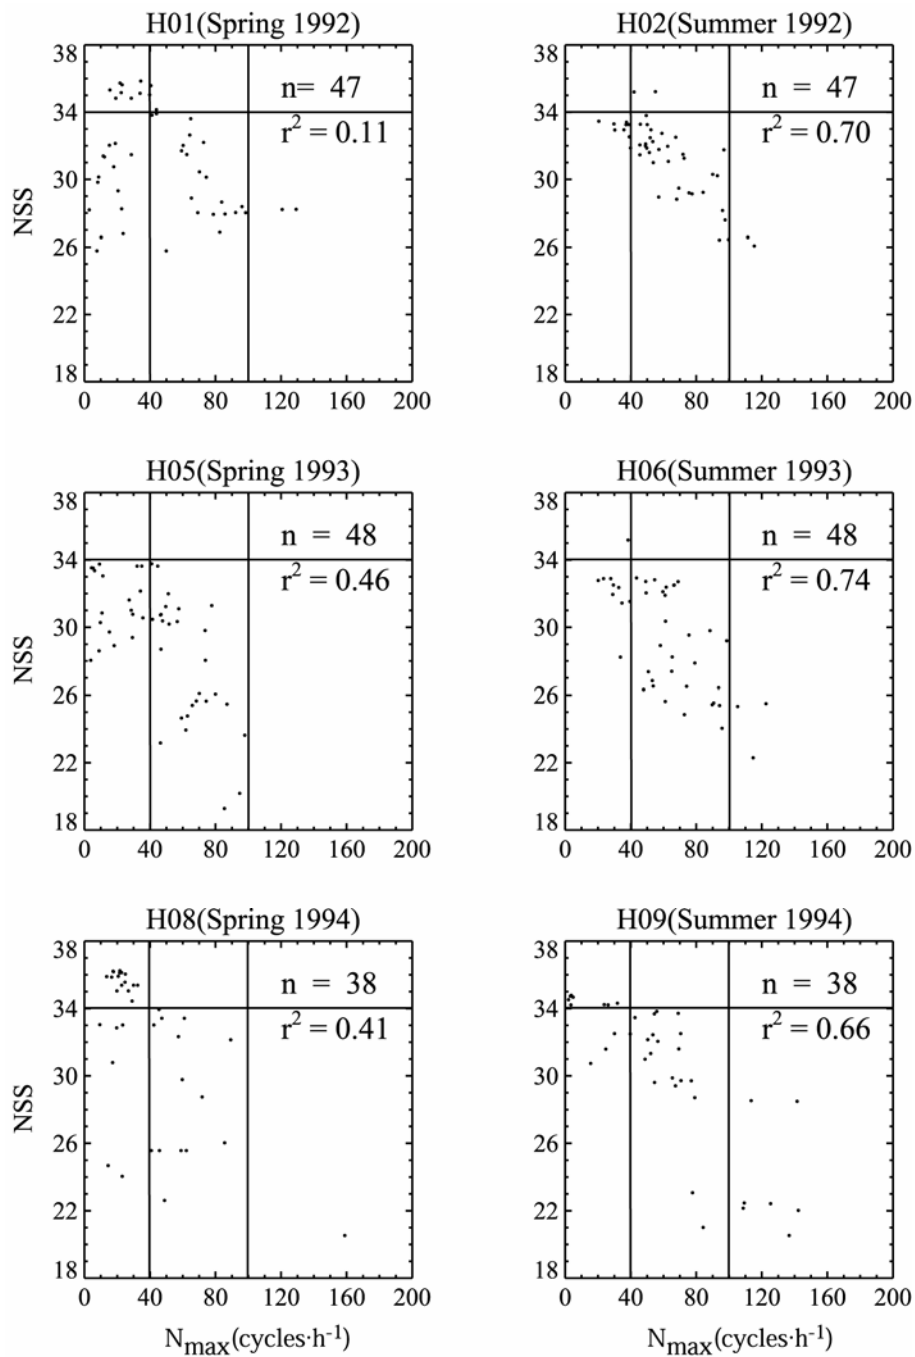 H01(Spring 1992)
38
34
30
26
22
18
NSS
n= 47
r² = 0.11
0 40 80 120 160 200
H02(Summer 1992)
38
34
30
26
22
18
n = 47
r² = 0.70
0 40 80 120 160 200
H05(Spring 1993)
38
34
30
26
22
18
NSS
n = 48
r² = 0.46
0 40 80 120 160 200
H06(Summer 1993)
38
34
30
26
22
18
n = 48
r² = 0.74
0 40 80 120 160 200
H08(Spring 1994)
38
34
30
26
22
18
NSS
n = 38
r² = 0.41
0 40 80 120 160 200
Nmax(cycles·h⁻¹)
H09(Summer 1994)
38
34
30
26
22
18
n = 38
r² = 0.66
0 40 80 120 160 200
Nmax(cycles·h⁻¹)